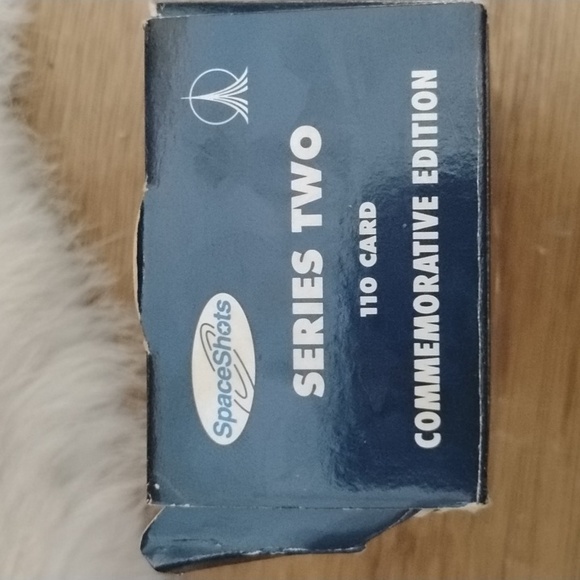 SpaceShots
SERIES TWO
110 CARD
COMMEMORATIVE EDITION